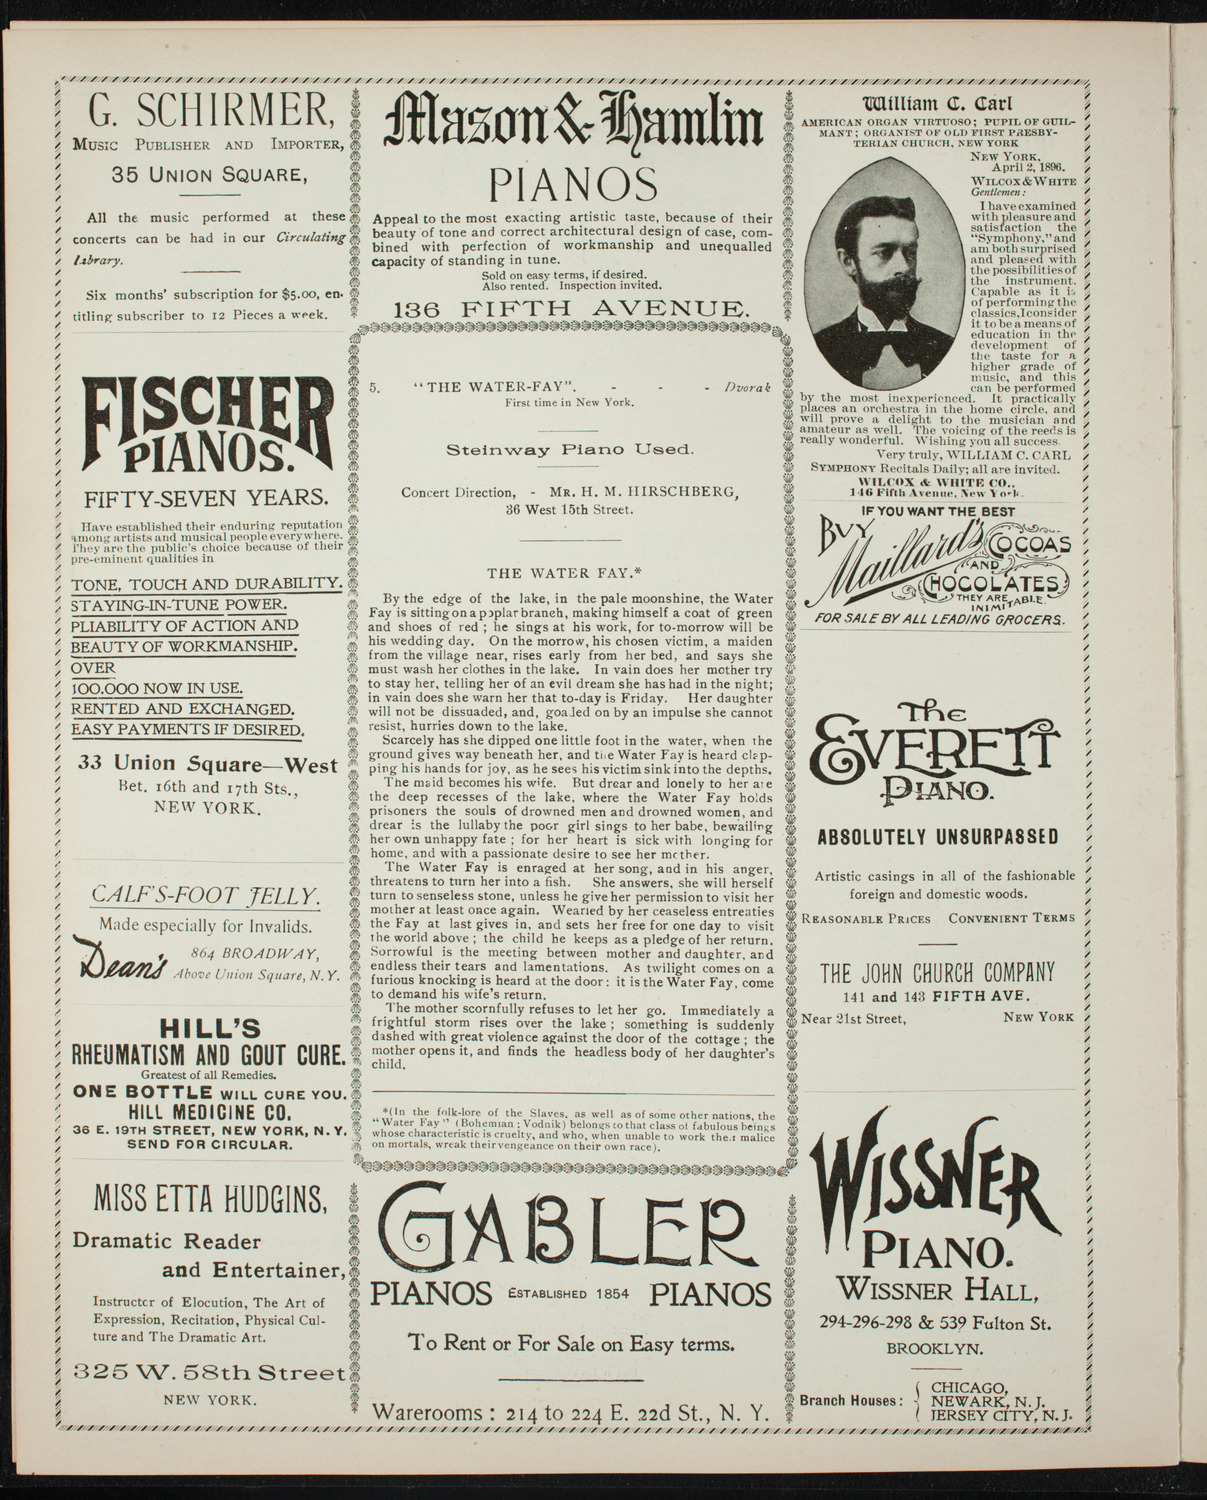 G. SCHIRMER,
MUSIC PUBLISHER AND IMPORTER,
35 UNION SQUARE,
All the music performed at these
concerts can be had in our Circulating
Library.
Six months' subscription for $5.00, en-
titling subscriber to 12 Pieces a week.
FISCHER
PIANOS.
FIFTY-SEVEN YEARS.
Have established their enduring reputation
among artists and musical people everywhere.
They are the public's choice because of their
pre-eminent qualities in
TONE, TOUCH AND DURABILITY.
STAYING-IN-TUNE POWER.
PLIABILITY OF ACTION AND
BEAUTY OF WORKMANSHIP.
OVER
100.000 NOW IN USE.
RENTED AND EXCHANGED.
EASY PAYMENTS IF DESIRED.
33 Union Square—West
Bet. 16th and 17th Sts.,
NEW YORK.
CALF'S-FOOT JELLY.
Made especially for Invalids.
Dean's
864 BROADWAY,
Above Union Square, N. Y.
HILL'S
RHEUMATISM AND GOUT CURE.
Greatest of all Remedies.
ONE BOTTLE WILL CURE YOU.
HILL MEDICINE CO.
36 E. 19TH STREET, NEW YORK, N. Y.
SEND FOR CIRCULAR.
MISS ETTA HUDGINS,
Dramatic Reader
and Entertainer,
Instructor of Elocution, The Art of
Expression, Recitation, Physical Cul-
ture and The Dramatic Art.
325 W. 58th Street
NEW YORK.
Mason & Hamlin
PIANOS
Appeal to the most exacting artistic taste, because of their
beauty of tone and correct architectural design of case, com-
bined with perfection of workmanship and unequalled
capacity of standing in tune.
Sold on easy terms, if desired.
Also rented. Inspection invited.
136 FIFTH AVENUE.
5. "THE WATER-FAY", - - - Dvorak
First time in New York.
Steinway Piano Used.
Concert Direction, - MR. H. M. HIRSCHBERG,
36 West 15th Street.
THE WATER FAY.*
By the edge of the lake, in the pale moonshine, the Water
Fay is sitting on a poplar branch, making himself a coat of green
and shoes of red ; he sings at his work, for to-morrow will be
his wedding day. On the morrow, his chosen victim, a maiden
from the village near, rises early from her bed, and says she
must wash her clothes in the lake. In vain does her mother try
to stay her, telling her of an evil dream she has had in the night;
in vain does she warn her that to-day is Friday. Her daughter
will not be dissuaded, and, goaded on by an impulse she cannot
resist, hurries down to the lake.
Scarcely has she dipped one little foot in the water, when the
ground gives way beneath her, and the Water Fay is heard clap-
ping his hands for joy, as he sees his victim sink into the depths.
The maid becomes his wife. But drear and lonely to her are
the deep recesses of the lake, where the Water Fay holds
prisoners the souls of drowned men and drowned women, and
drear is the lullaby the poor girl sings to her babe, bewailing
her own unhappy fate ; for her heart is sick with longing for
home, and with a passionate desire to see her mother.
The Water Fay is enraged at her song, and in his anger,
threatens to turn her into a fish. She answers, she will herself
turn to senseless stone, unless he give her permission to visit her
mother at least once again. Wearied by her ceaseless entreaties
the Fay at last gives in, and sets her free for one day to visit
the world above ; the child he keeps as a pledge of her return.
Sorrowful is the meeting between mother and daughter, and
endless their tears and lamentations. As twilight comes on a
furious knocking is heard at the door : it is the Water Fay, come
to demand his wife's return.
The mother scornfully refuses to let her go. Immediately a
frightful storm rises over the lake ; something is suddenly
dashed with great violence against the door of the cottage ; the
mother opens it, and finds the headless body of her daughter's
child.
*(In the folk-lore of the Slaves, as well as of some other nations, the
"Water Fay" (Bohemian ; Vodnik) belongs to that class of fabulous beings
whose characteristic is cruelty, and who, when unable to work their malice
on mortals, wreak their vengeance on their own race).
GABLER
PIANOS ESTABLISHED 1854 PIANOS
To Rent or For Sale on Easy terms.
Warerooms : 214 to 224 E. 22d St., N. Y.
William C. Carl
AMERICAN ORGAN VIRTUOSO; PUPIL OF GUIL-
MANT; ORGANIST OF OLD FIRST PRESBY-
TERIAN CHURCH, NEW YORK
NEW YORK,
April 2, 1896.
WILCOX & WHITE
Gentlemen:
I have examined
with pleasure and
satisfaction the
"Symphony," and
am both surprised
and pleased with
the possibilities of
the instrument.
Capable as it is
of performing the
classics, I consider
it to be a means of
education in the
development of
the taste for a
higher grade of
music, and this
can be performed
by the most inexperienced. It practically
places an orchestra in the home circle, and
will prove a delight to the musician and
amateur as well. The voicing of the reeds is
really wonderful. Wishing you all success.
Very truly, WILLIAM C. CARL
SYMPHONY Recitals Daily; all are invited.
WILCOX & WHITE CO.,
146 Fifth Avenue, New York.
IF YOU WANT THE BEST
BUY
Maillard's
COCOAS
AND
CHOCOLATES
THEY ARE
INIMITABLE.
FOR SALE BY ALL LEADING GROCERS.
The
EVERETT
PIANO.
ABSOLUTELY UNSURPASSED
Artistic casings in all of the fashionable
foreign and domestic woods.
REASONABLE PRICES CONVENIENT TERMS
THE JOHN CHURCH COMPANY
141 and 143 FIFTH AVE.
Near 21st Street, NEW YORK
WISSNER
PIANO.
WISSNER HALL,
294-296-298 & 539 Fulton St.
BROOKLYN.
Branch Houses: { CHICAGO,
NEWARK, N. J.
JERSEY CITY, N. J.